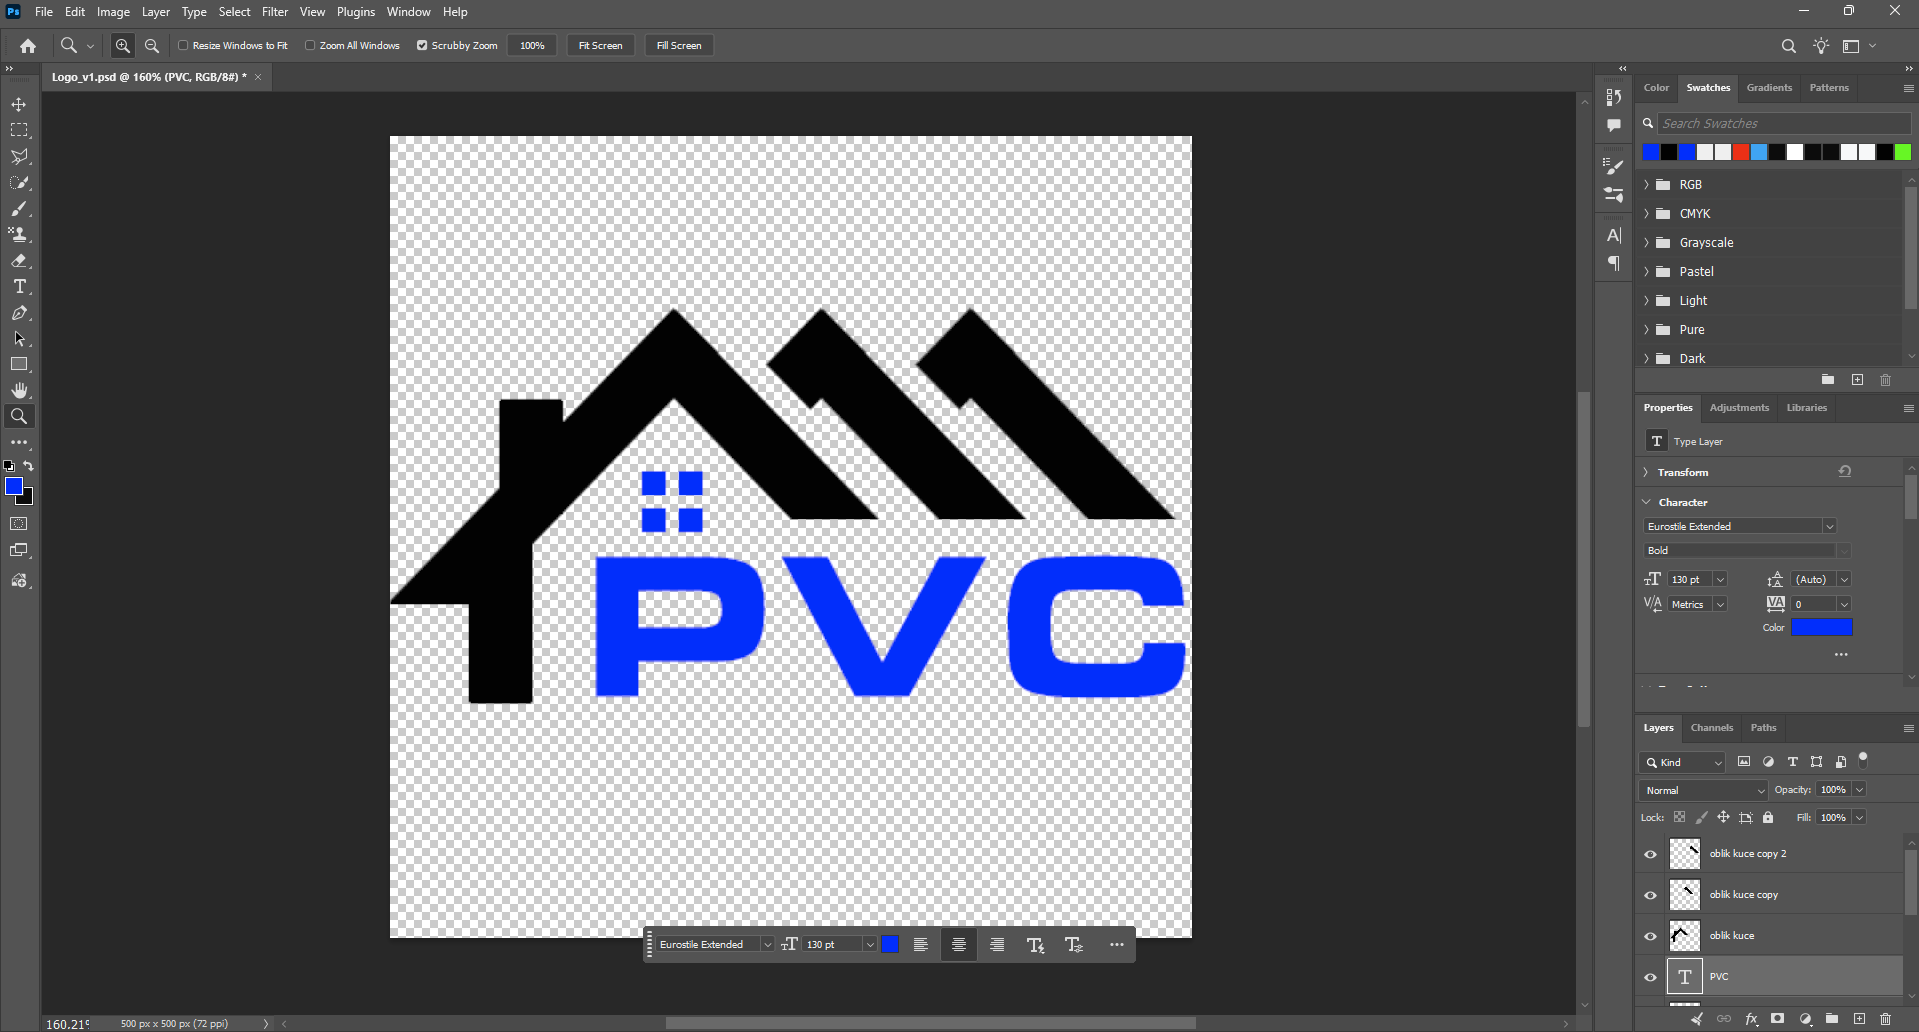 Ps File Edit Image Layer Type Select Filter View Plugins Window Help
Resize Windows to Fit Zoom All Windows Scrubby Zoom 100% Fit Screen Fill Screen
Logo_v1.psd @ 160% (PVC, RGB/8#) * ×
Color Swatches Gradients Patterns
Search Swatches
RGB
CMYK
Grayscale
Pastel
Light
Pure
Dark
Properties Adjustments Libraries
T Type Layer
Transform
Character
Eurostile Extended
Bold
130 pt (Auto)
Metrics 0
Color
PVC
Layers Channels Paths
Kind
Normal Opacity: 100%
Lock: Fill: 100%
oblik kuce copy 2
oblik kuce copy
oblik kuce
T PVC
Eurostile Extended 130 pt
160.21% 500 px x 500 px (72 ppi)